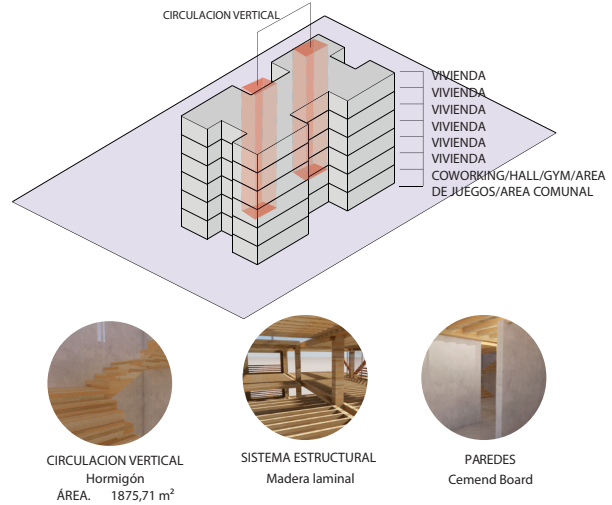 CIRCULACION VERTICAL
VIVIENDA
VIVIENDA
VIVIENDA
VIVIENDA
VIVIENDA
VIVIENDA
COWORKING/HALL/GYM/AREA
DE JUEGOS/AREA COMUNAL
CIRCULACION VERTICAL
Hormigón
ÁREA. 1875,71 m²
SISTEMA ESTRUCTURAL
Madera laminal
PAREDES
Cemend Board